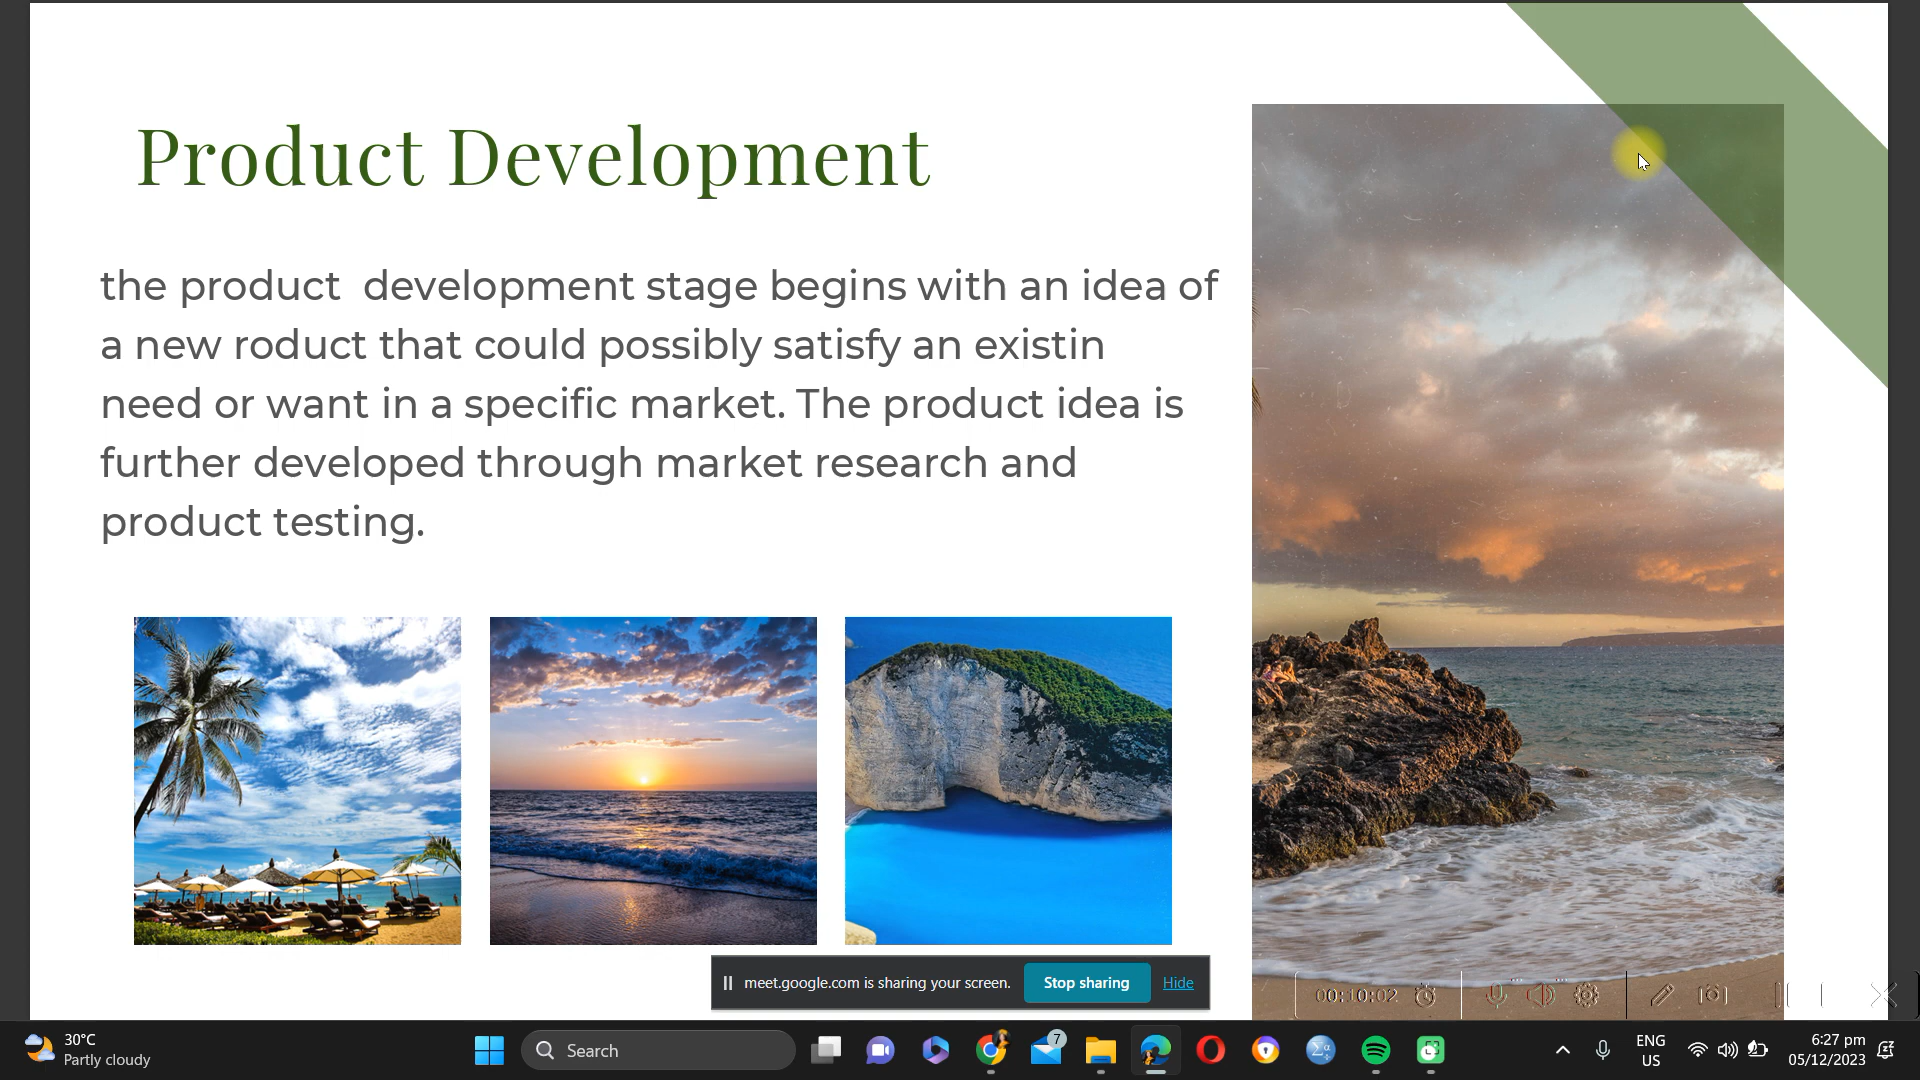 Product Development
the product  development stage begins with an idea of
a new roduct that could possibly satisfy an existin
need or want in a specific market. The product idea is
further developed through market research and
product testing.
meet.google.com is sharing your screen. Stop sharing Hide
00:10:02
30°C
Partly cloudy
Search
7
ENG
US
6:27 pm
05/12/2023